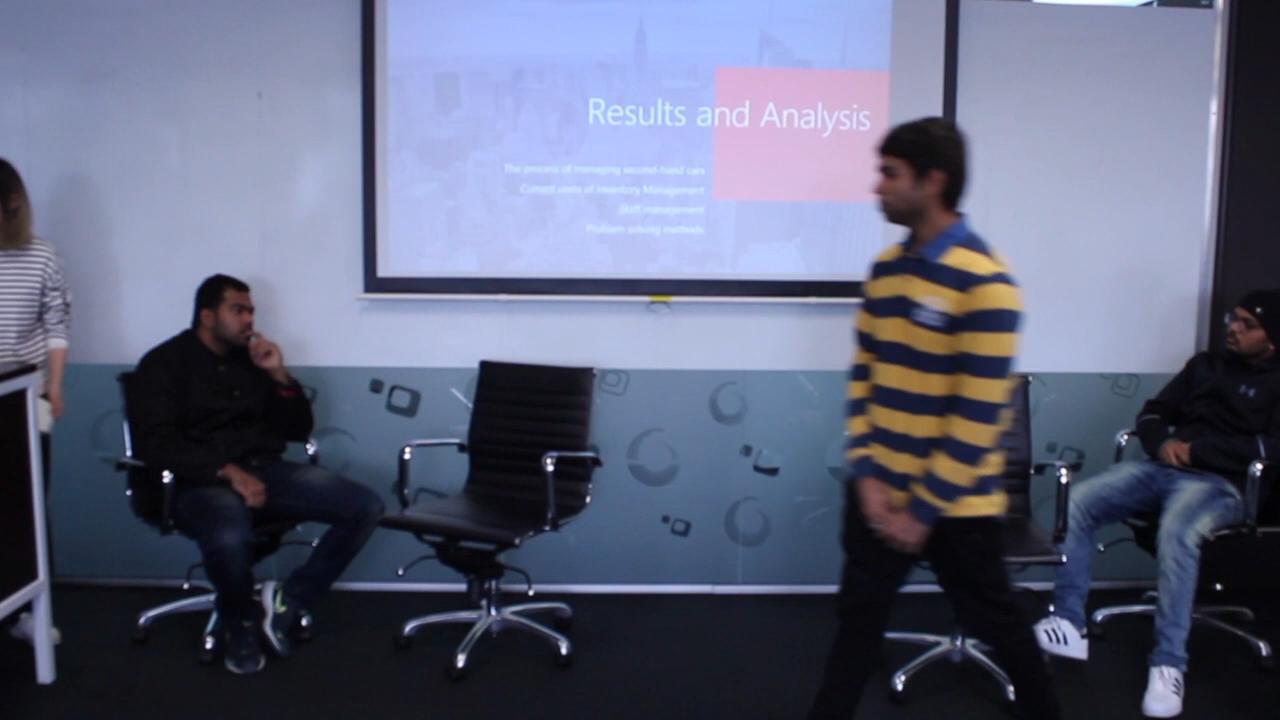 Results and Analysis
The process of managing second-hand cars
Current costs of Inventory Management
Staff management
Problem solving methods